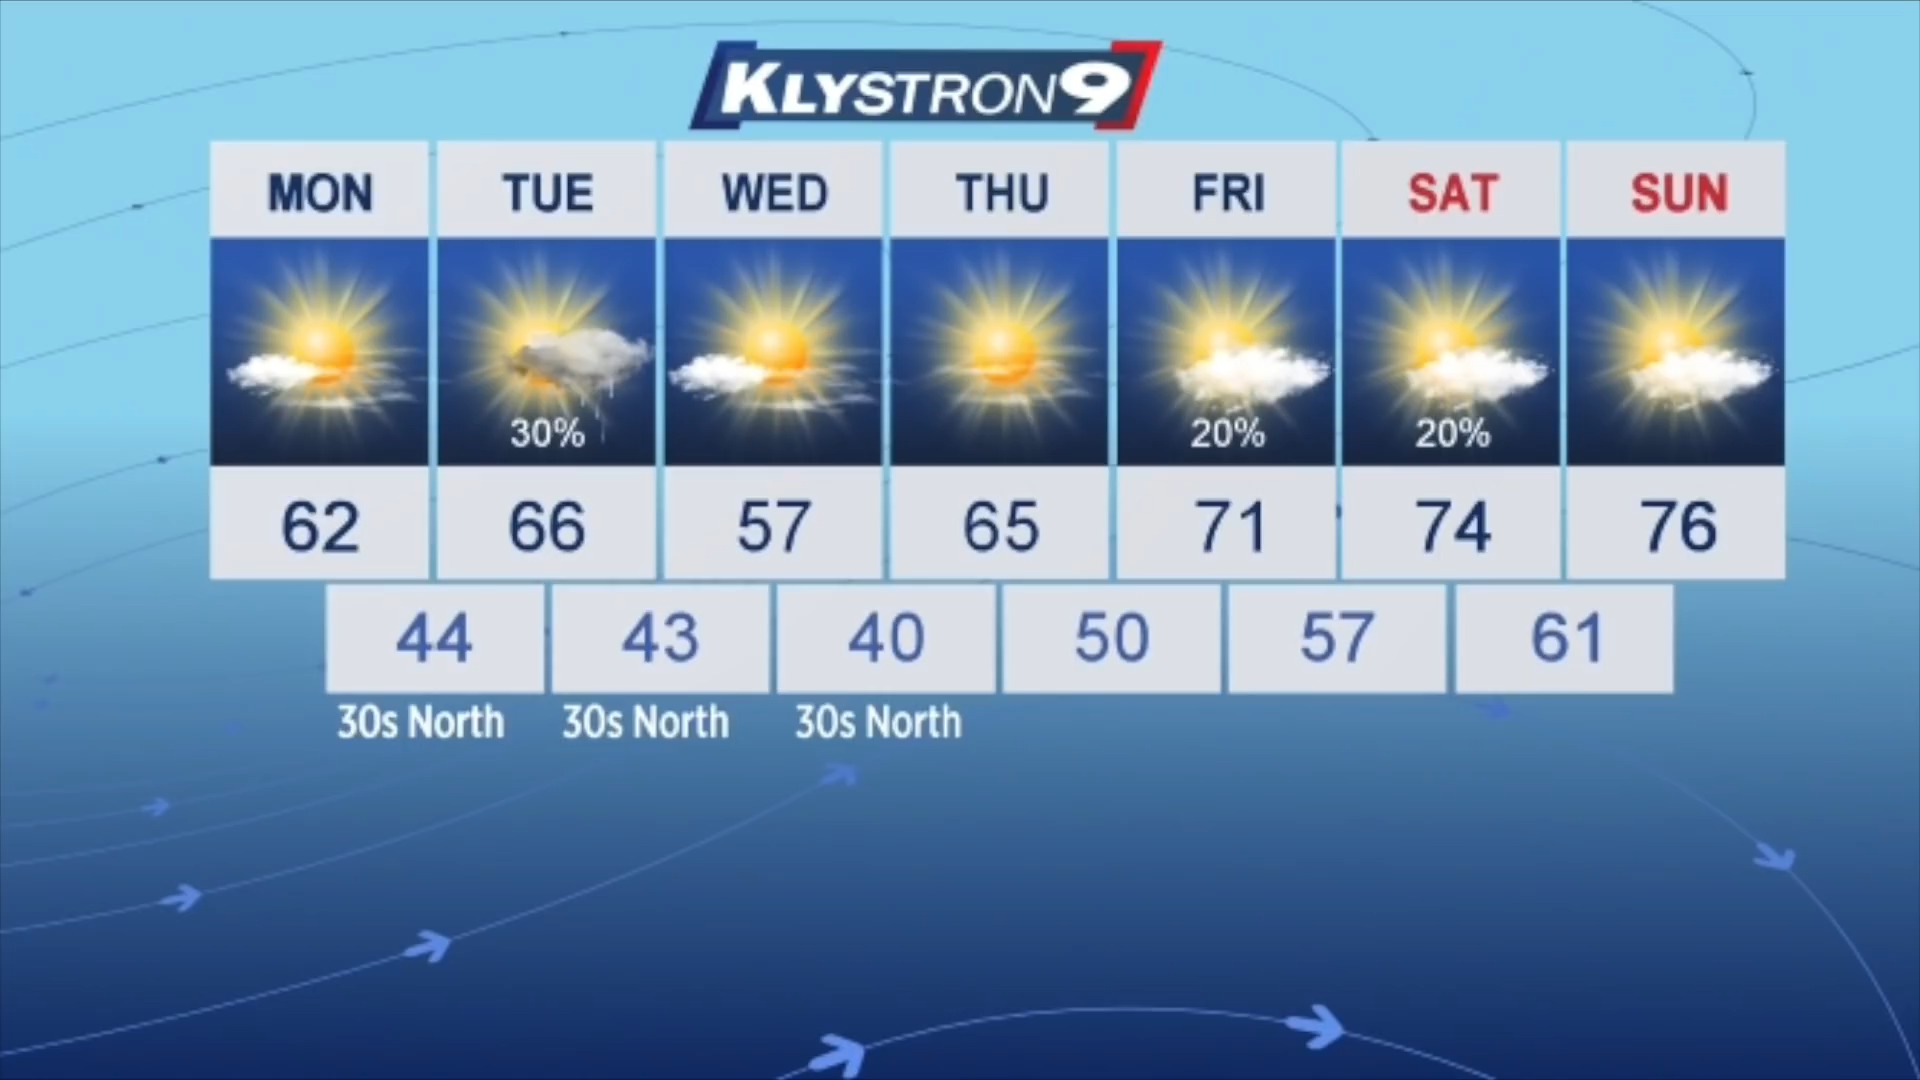 KLYSTRON9
MON TUE WED THU FRI SAT SUN
30% 20% 20%
62 66 57 65 71 74 76
44 43 40 50 57 61
30s North 30s North 30s North